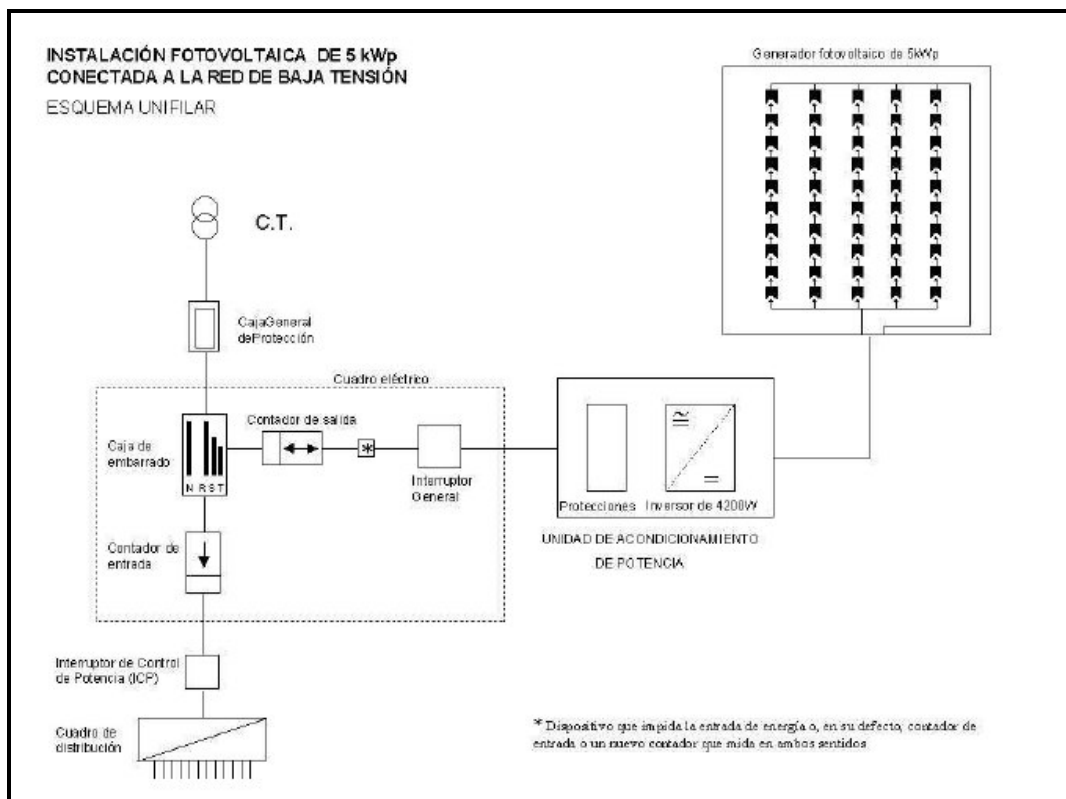 INSTALACIÓN FOTOVOLTAICA DE 5 kWp
CONECTADA A LA RED DE BAJA TENSIÓN
ESQUEMA UNIFILAR
Generador fotovoltaico de 5kWp
C.T.
CajaGeneral
deProtección
Cuadro eléctrico
Contador de salida
Caja de
embarrado
N R S T
*
Interruptor
General
Protecciones
Inversor de 4200W
UNIDAD DE ACONDICIONAMIENTO
DE POTENCIA
Contador de
entrada
Interruptor de Control
de Potencia (ICP)
Cuadro de
distribución
* Dispositivo que impida la entrada de energía o, en su defecto, contador de
entrada o un nuevo contador que mida en ambos sentidos